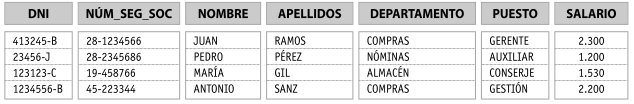 DNI NÚM_SEG_SOC NOMBRE APELLIDOS DEPARTAMENTO PUESTO SALARIO
413245-B 28-1234566 JUAN RAMOS COMPRAS GERENTE 2.300
23456-J 28-2345686 PEDRO PÉREZ NÓMINAS AUXILIAR 1.200
123123-C 19-458766 MARÍA GIL ALMACÉN CONSERJE 1.530
1234556-B 45-223344 ANTONIO SANZ COMPRAS GESTIÓN 2.200